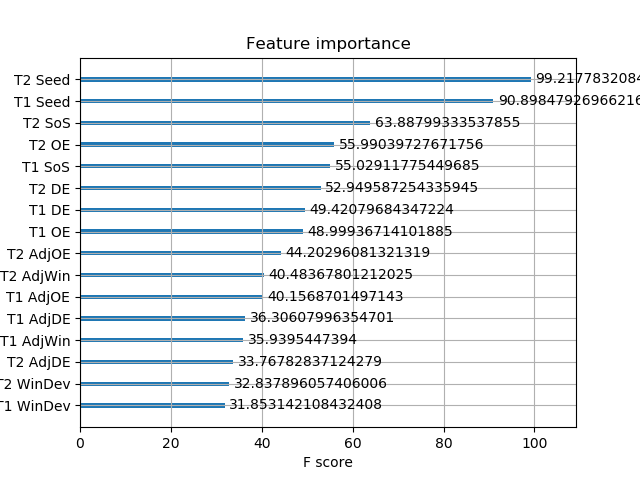 Feature importance
T2 Seed 99.2177832084
T1 Seed 90.89847926966216
T2 SoS 63.88799333537855
T2 OE 55.99039727671756
T1 SoS 55.02911775449685
T2 DE 52.949587254335945
T1 DE 49.42079684347224
T1 OE 48.99936714101885
T2 AdjOE 44.20296081321319
T2 AdjWin 40.48367801212025
T1 AdjOE 40.1568701497143
T1 AdjDE 36.30607996354701
T1 AdjWin 35.9395447394
T2 AdjDE 33.76782837124279
T2 WinDev 32.837896057406006
T1 WinDev 31.853142108432408
0 20 40 60 80 100
F score